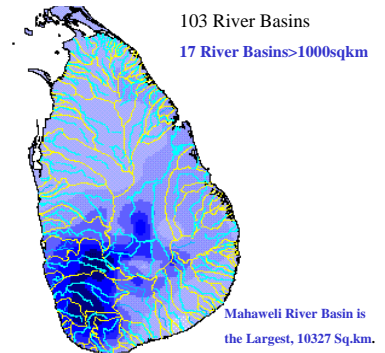 103 River Basins
17 River Basins>1000sqkm
Mahaweli River Basin is
the Largest, 10327 Sq.km.